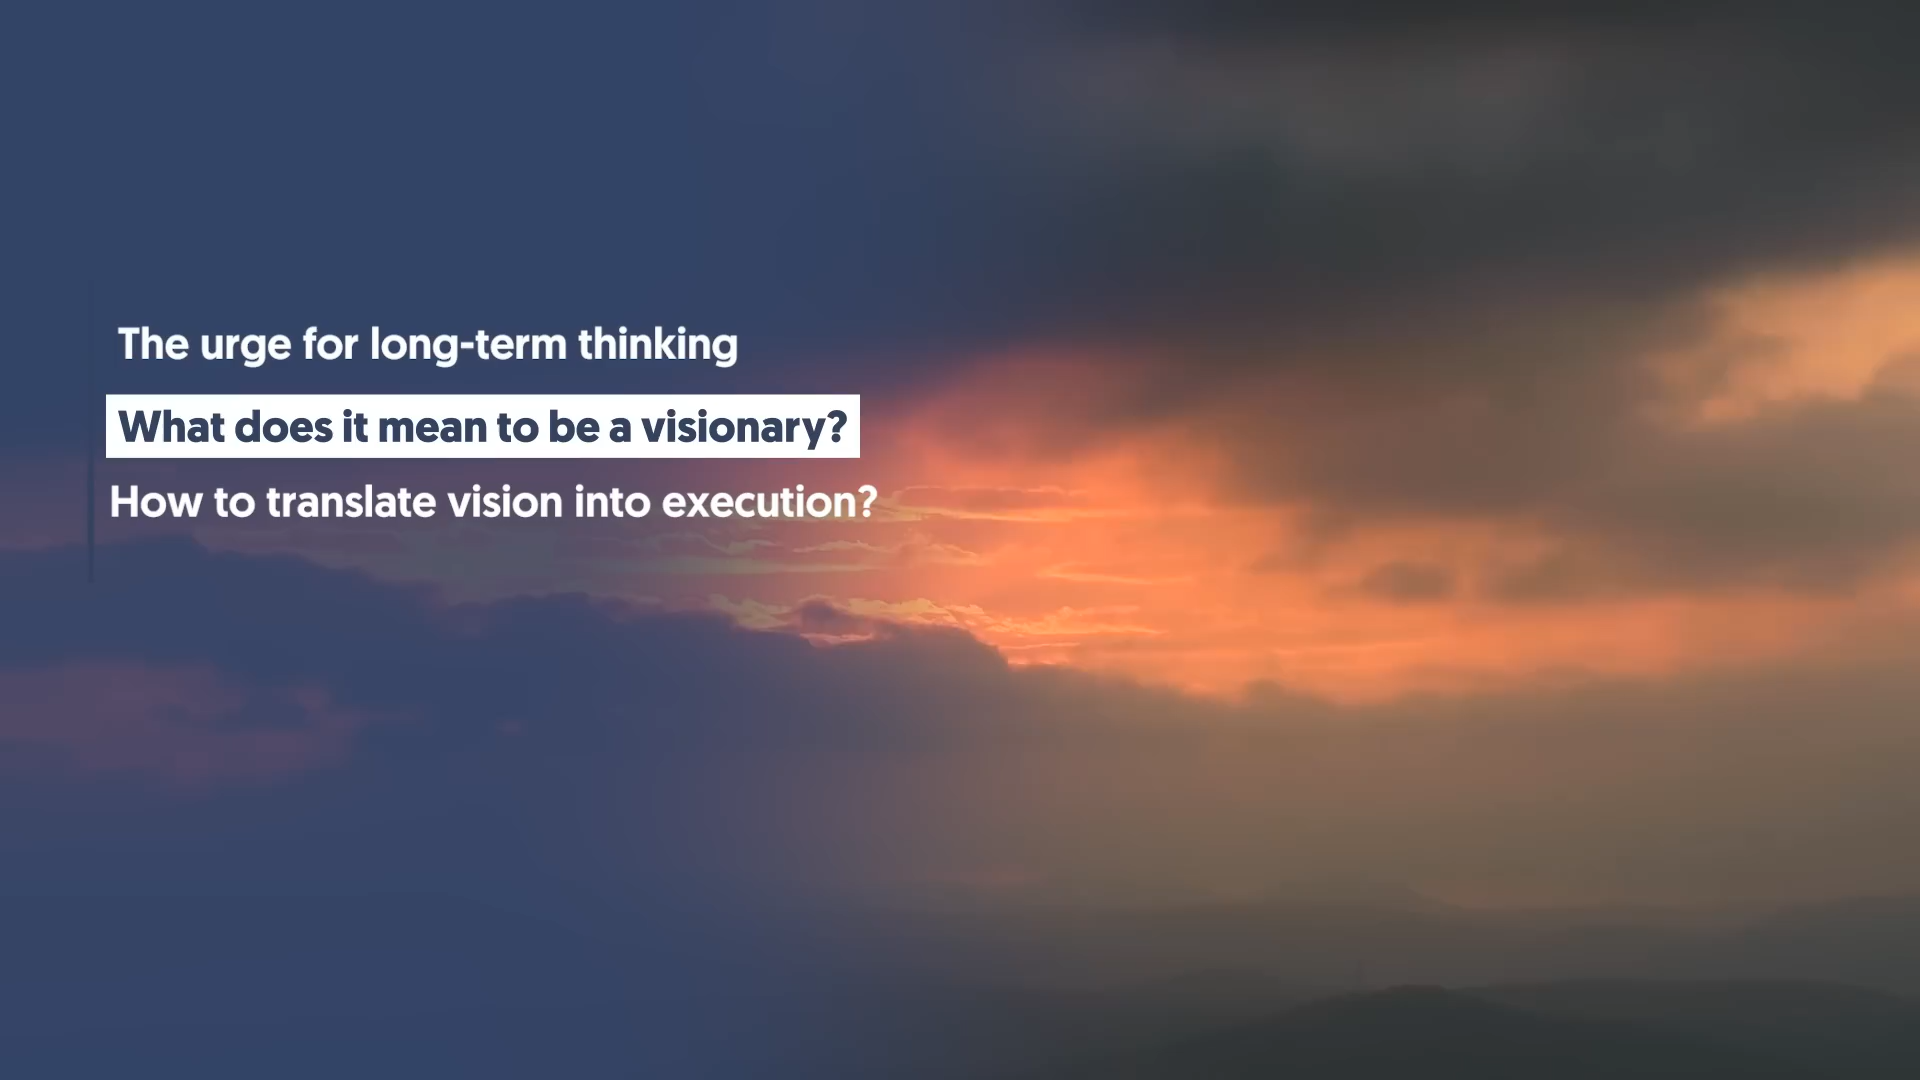 The urge for long-term thinking
What does it mean to be a visionary?
How to translate vision into execution?